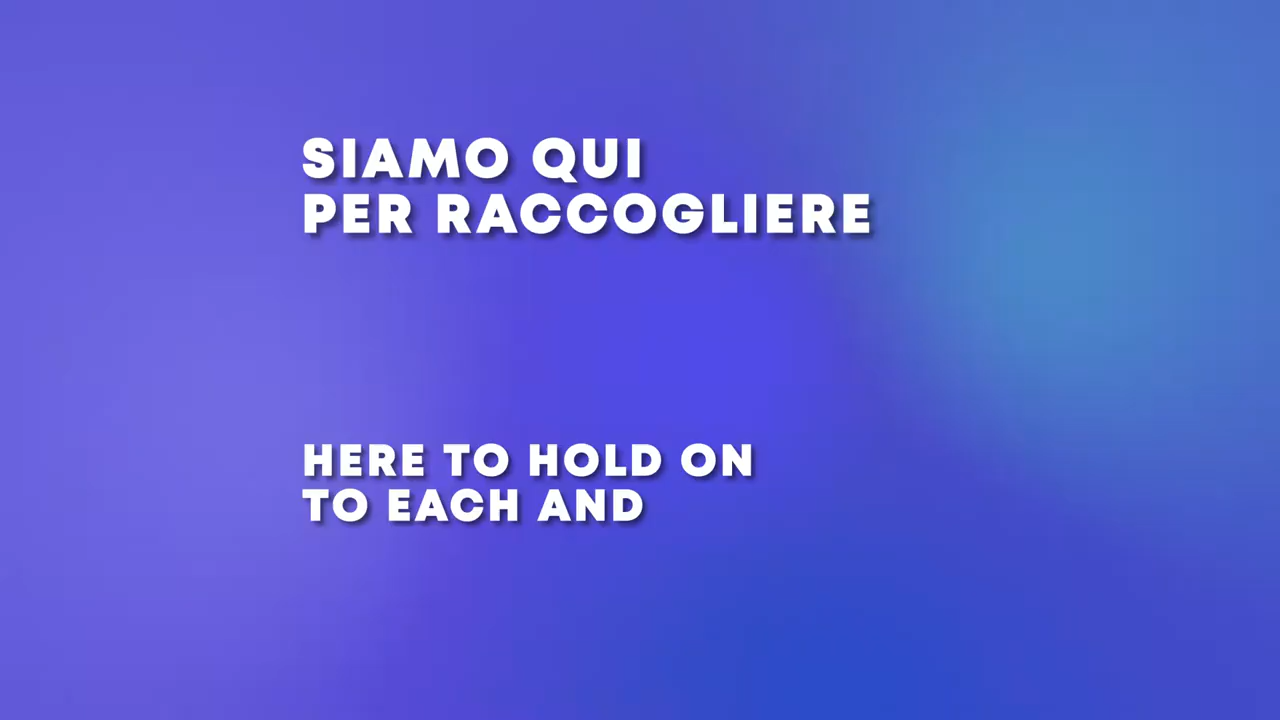 SIAMO QUI
PER RACCOGLIERE
HERE TO HOLD ON
TO EACH AND